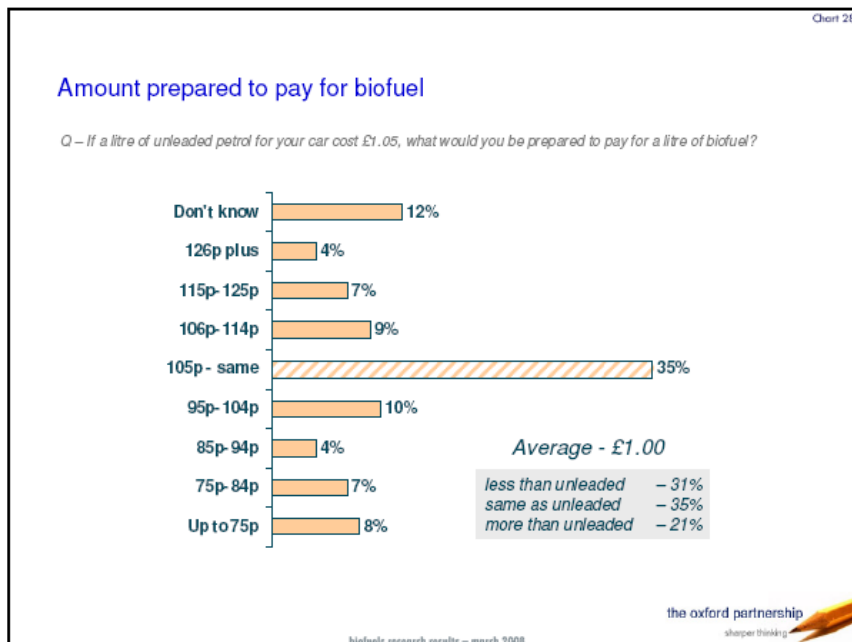 Chart 28
Amount prepared to pay for biofuel
Q – If a litre of unleaded petrol for your car cost £1.05, what would you be prepared to pay for a litre of biofuel?
Don't know 12%
126p plus 4%
115p-125p 7%
106p-114p 9%
105p - same 35%
95p-104p 10%
85p-94p 4%
75p-84p 7%
Up to 75p 8%
Average - £1.00
less than unleaded – 31%
same as unleaded – 35%
more than unleaded – 21%
the oxford partnership
sharper thinking
biofuels research results – march 2008